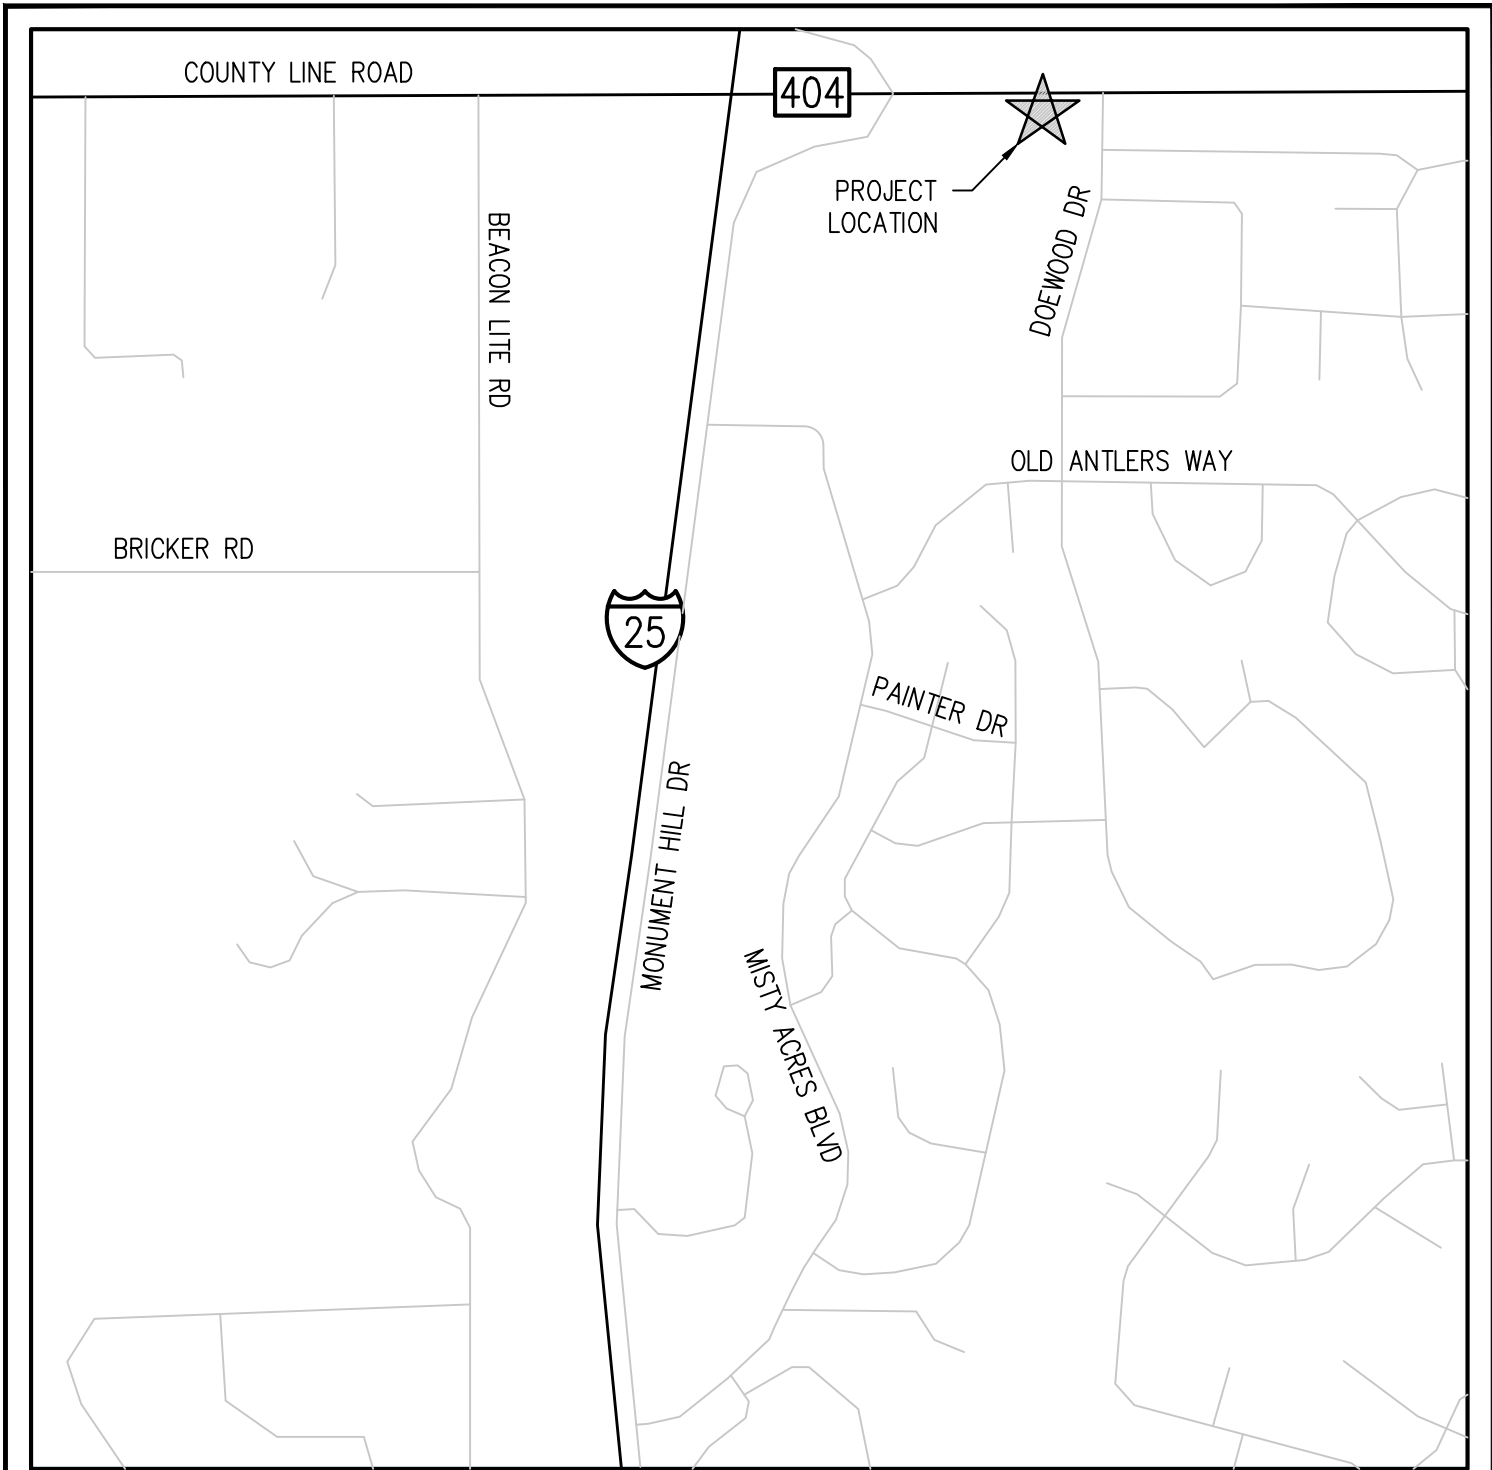 COUNTY LINE ROAD
404
PROJECT
LOCATION
DOEWOOD DR
BEACON LITE RD
OLD ANTLERS WAY
BRICKER RD
25
PAINTER DR
MONUMENT HILL DR
MISTY ACRES BLVD